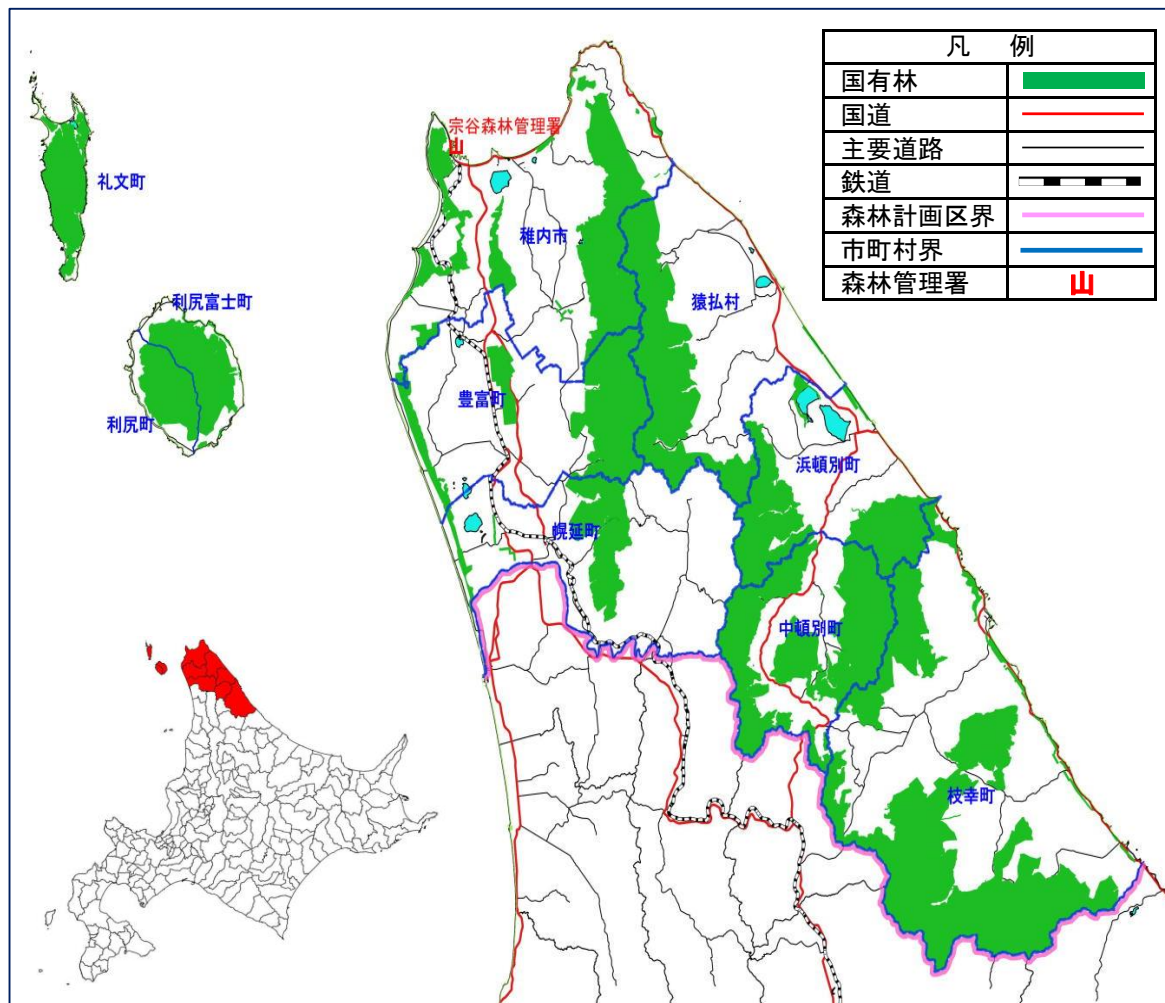 凡 例
国有林
国道
主要道路
鉄道
森林計画区界
市町村界
森林管理署 山
宗谷森林管理署
山
礼文町
稚内市
利尻富士町
猿払村
豊富町
利尻町
浜頓別町
幌延町
中頓別町
枝幸町